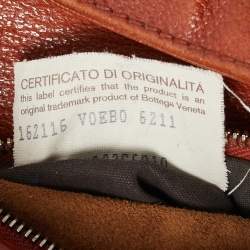 CERTIFICATO DI ORIGINALITÀ
this label certifies that the product is an
original trademark product of Bottega Veneta
162116 VOEBO 6211